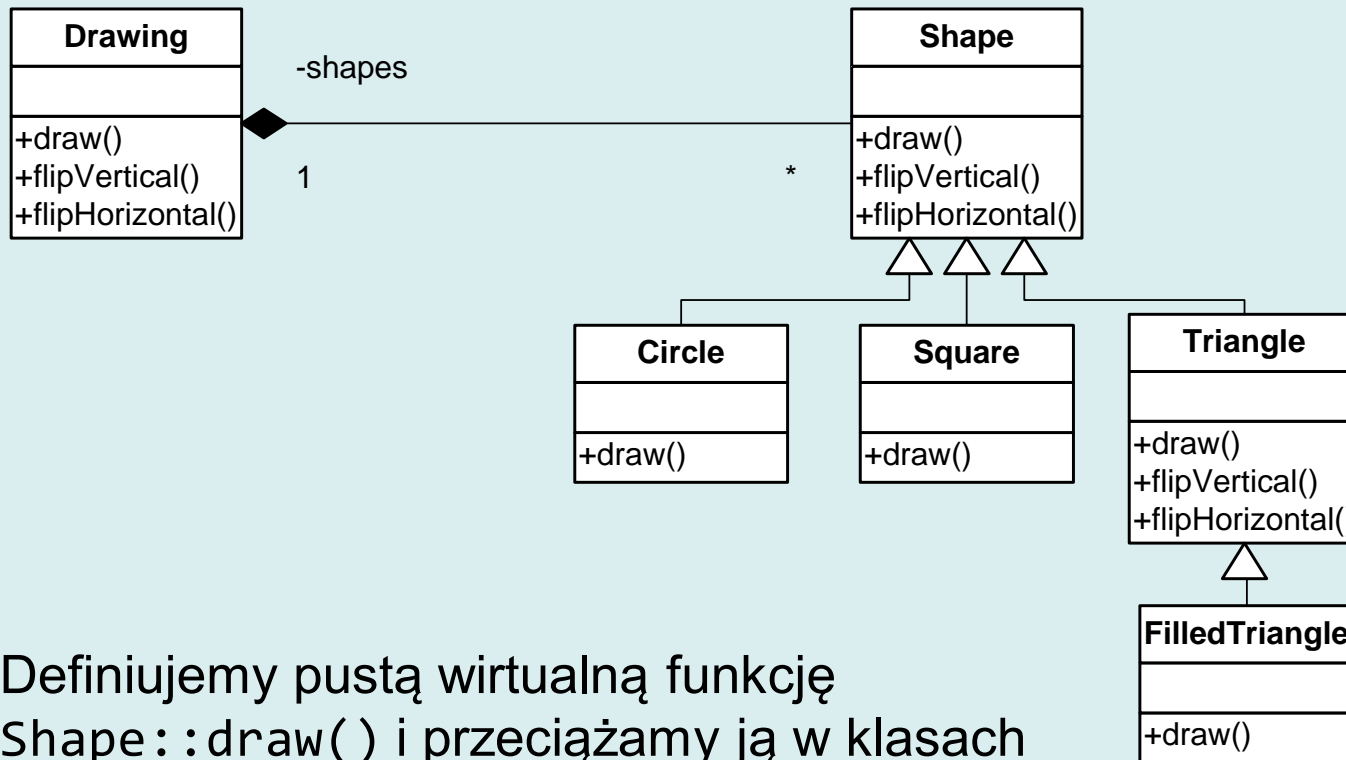 Drawing
+draw()
+flipVertical()
+flipHorizontal()
-shapes
1
*
Shape
+draw()
+flipVertical()
+flipHorizontal()
Circle
+draw()
Square
+draw()
Triangle
+draw()
+flipVertical()
+flipHorizontal(
FilledTriangle
+draw()
Definiujemy pustą wirtualną funkcję
Shape::draw() i przeciążamy ją w klasach